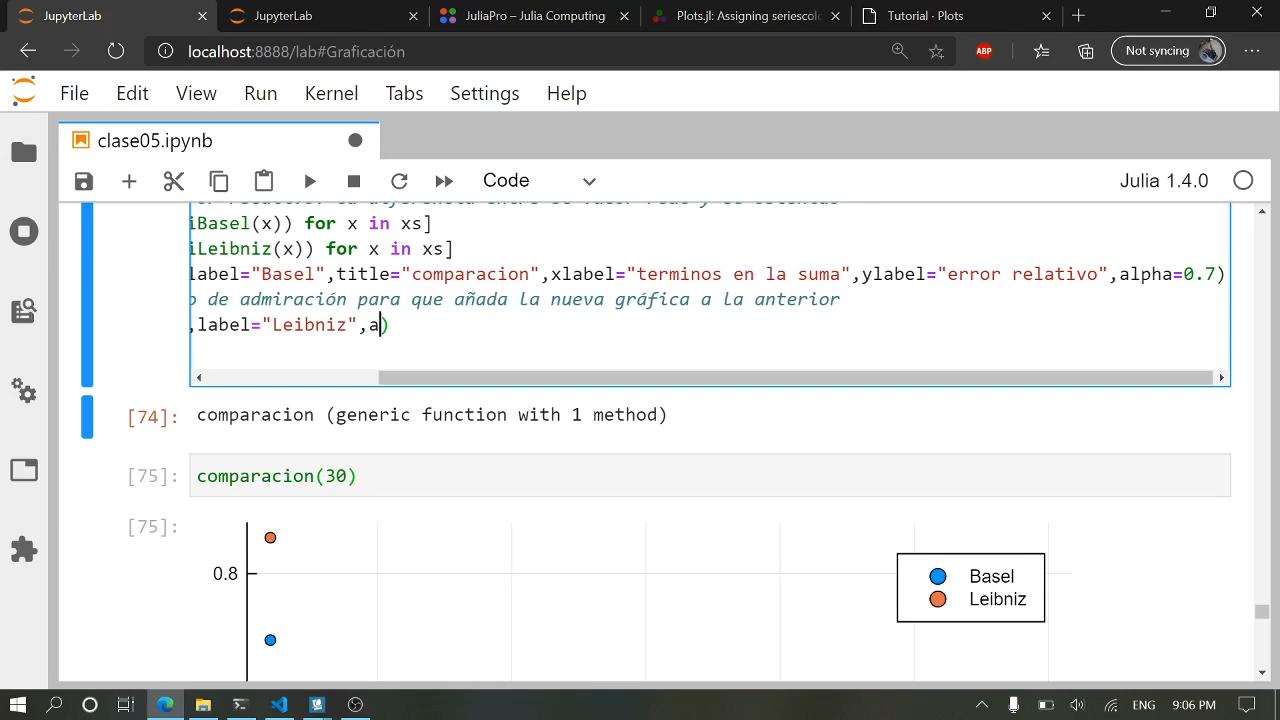 JupyterLab
JupyterLab
JuliaPro – Julia Computing
Plots.jl: Assigning seriescol
Tutorial · Plots
localhost:8888/lab#Graficación
ABP
Not syncing
File Edit View Run Kernel Tabs Settings Help
clase05.ipynb
Code
Julia 1.4.0
iBasel(x)) for x in xs]
iLeibniz(x)) for x in xs]
label="Basel",title="comparacion",xlabel="terminos en la suma",ylabel="error relativo",alpha=0.7)
o de admiración para que añada la nueva gráfica a la anterior
,label="Leibniz",a)
[74]: comparacion (generic function with 1 method)
[75]: comparacion(30)
[75]:
0.8
Basel
Leibniz
ENG 9:06 PM